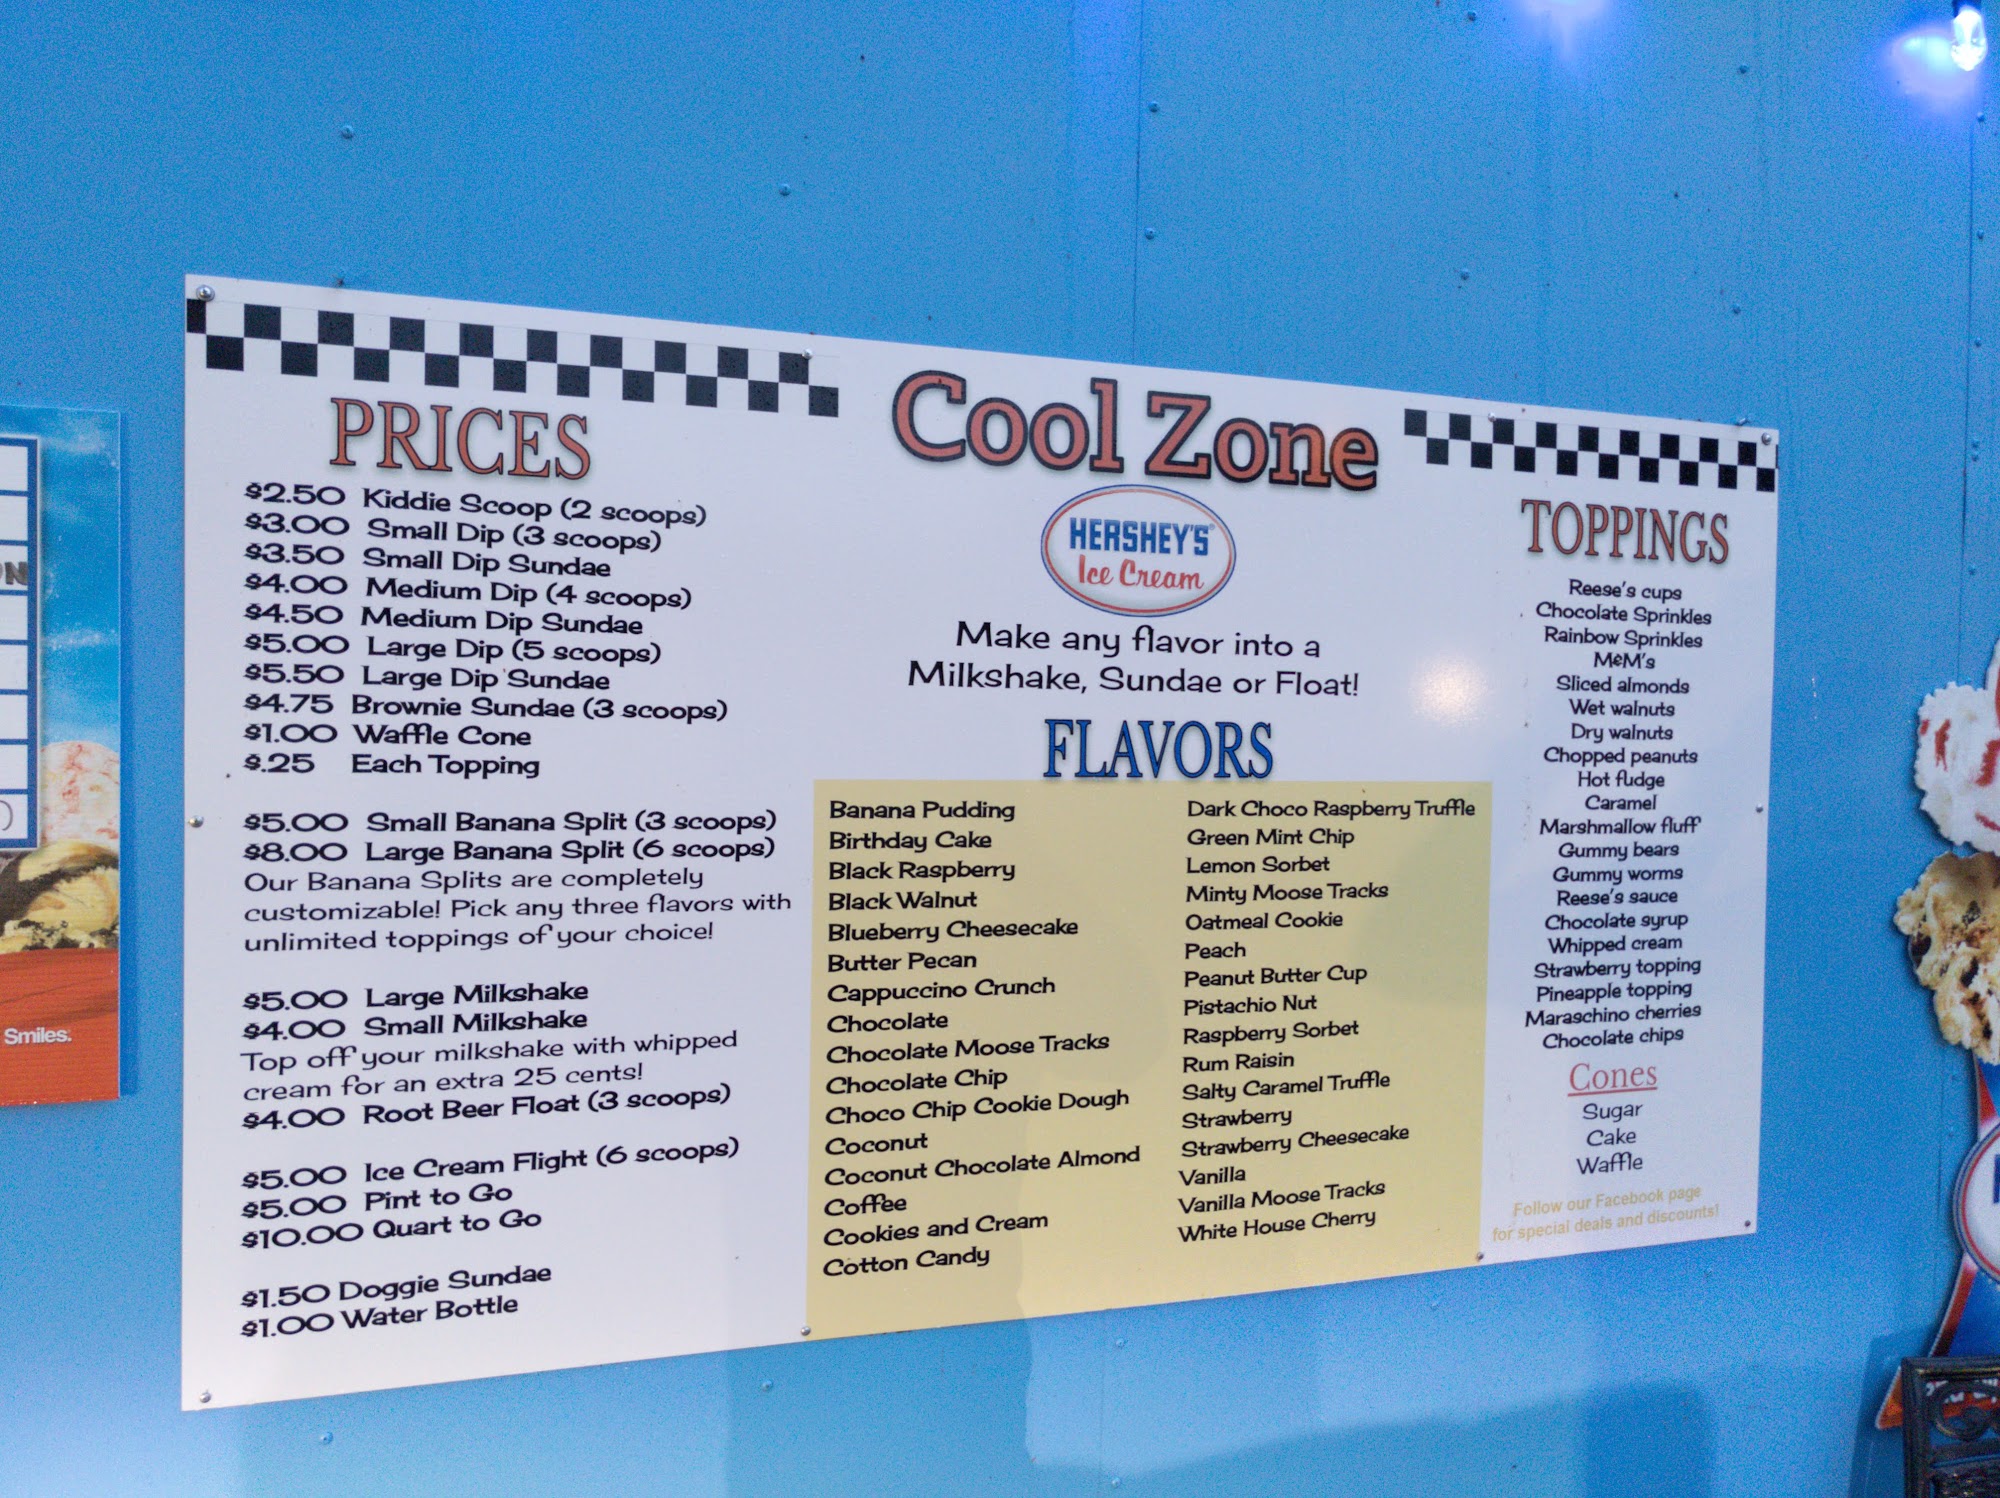 PRICES
$2.50 Kiddie Scoop (2 scoops)
$3.00 Small Dip (3 scoops)
$3.50 Small Dip Sundae
$4.00 Medium Dip (4 scoops)
$4.50 Medium Dip Sundae
$5.00 Large Dip (5 scoops)
$5.50 Large Dip Sundae
$4.75 Brownie Sundae (3 scoops)
$1.00 Waffle Cone
$.25 Each Topping
$5.00 Small Banana Split (3 scoops)
$8.00 Large Banana Split (6 scoops)
Our Banana Splits are completely
customizable! Pick any three flavors with
unlimited toppings of your choice!
$5.00 Large Milkshake
$4.00 Small Milkshake
Top off your milkshake with whipped
cream for an extra 25 cents!
$4.00 Root Beer Float (3 scoops)
$5.00 Ice Cream Flight (6 scoops)
$5.00 Pint to Go
$10.00 Quart to Go
$1.50 Doggie Sundae
$1.00 Water Bottle
Cool Zone
HERSHEY'S®
Ice Cream
Make any flavor into a
Milkshake, Sundae or Float!
FLAVORS
Banana Pudding
Birthday Cake
Black Raspberry
Black Walnut
Blueberry Cheesecake
Butter Pecan
Cappuccino Crunch
Chocolate
Chocolate Moose Tracks
Chocolate Chip
Choco Chip Cookie Dough
Coconut
Coconut Chocolate Almond
Coffee
Cookies and Cream
Cotton Candy
Dark Choco Raspberry Truffle
Green Mint Chip
Lemon Sorbet
Minty Moose Tracks
Oatmeal Cookie
Peach
Peanut Butter Cup
Pistachio Nut
Raspberry Sorbet
Rum Raisin
Salty Caramel Truffle
Strawberry
Strawberry Cheesecake
Vanilla
Vanilla Moose Tracks
White House Cherry
TOPPINGS
Reese's cups
Chocolate Sprinkles
Rainbow Sprinkles
M&M's
Sliced almonds
Wet walnuts
Dry walnuts
Chopped peanuts
Hot fudge
Caramel
Marshmallow fluff
Gummy bears
Gummy worms
Reese's sauce
Chocolate syrup
Whipped cream
Strawberry topping
Pineapple topping
Maraschino cherries
Chocolate chips
Cones
Sugar
Cake
Waffle
Follow our Facebook page
for special deals and discounts!
Smiles.